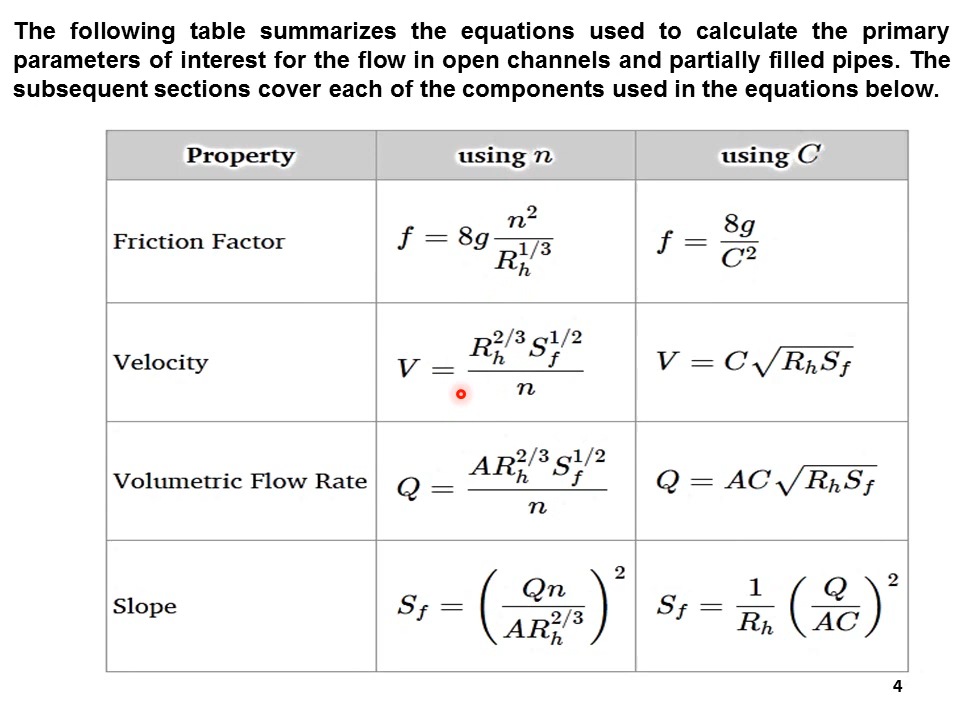 The following table summarizes the equations used to calculate the primary
parameters of interest for the flow in open channels and partially filled pipes. The
subsequent sections cover each of the components used in the equations below.
Property using n using C
Friction Factor f = 8g n²/R_h^{1/3} f = 8g/C²
Velocity V = R_h^{2/3} S_f^{1/2}/n V = C√(R_h S_f)
Volumetric Flow Rate Q = AR_h^{2/3} S_f^{1/2}/n Q = AC√(R_h S_f)
Slope S_f = (Qn/AR_h^{2/3})² S_f = 1/R_h (Q/AC)²
4